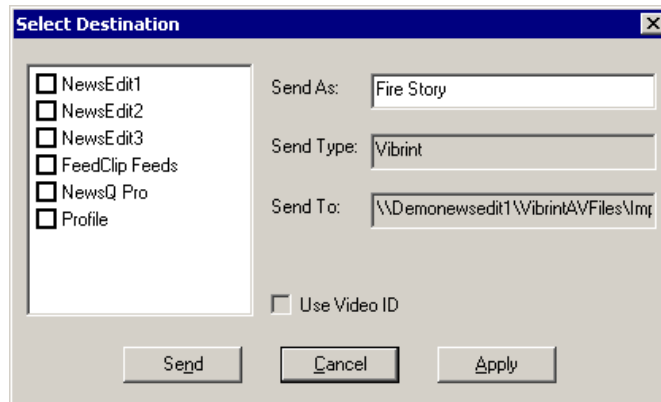 Select Destination
NewsEdit1
NewsEdit2
NewsEdit3
FeedClip Feeds
NewsQ Pro
Profile
Send As: Fire Story
Send Type: Vibrint
Send To: \\Demonewsedit1\VibrintAVFiles\Imp
Use Video ID
Send Cancel Apply